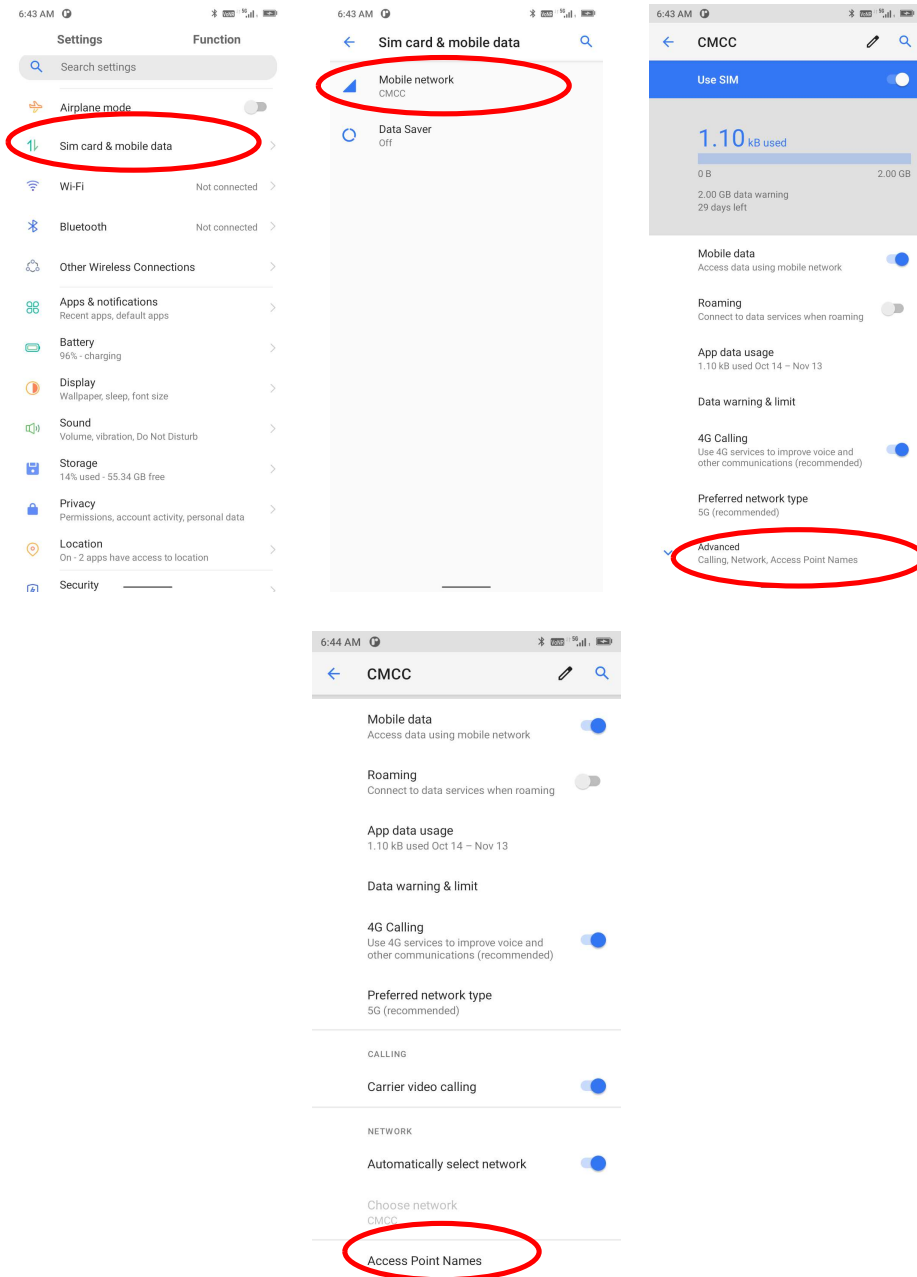 6:43 AM
Settings
Function
Search settings
Airplane mode
Sim card & mobile data
Wi-Fi
Not connected
Bluetooth
Not connected
Other Wireless Connections
Apps & notifications
Recent apps, default apps
Battery
96% - charging
Display
Wallpaper, sleep, font size
Sound
Volume, vibration, Do Not Disturb
Storage
14% used - 55.34 GB free
Privacy
Permissions, account activity, personal data
Location
On - 2 apps have access to location
Security
6:43 AM
Sim card & mobile data
Mobile network
CMCC
Data Saver
Off
6:43 AM
CMCC
Use SIM
1.10 kB used
0 B
2.00 GB
2.00 GB data warning
29 days left
Mobile data
Access data using mobile network
Roaming
Connect to data services when roaming
App data usage
1.10 kB used Oct 14 – Nov 13
Data warning & limit
4G Calling
Use 4G services to improve voice and
other communications (recommended)
Preferred network type
5G (recommended)
Advanced
Calling, Network, Access Point Names
6:44 AM
CMCC
Mobile data
Access data using mobile network
Roaming
Connect to data services when roaming
App data usage
1.10 kB used Oct 14 – Nov 13
Data warning & limit
4G Calling
Use 4G services to improve voice and
other communications (recommended)
Preferred network type
5G (recommended)
CALLING
Carrier video calling
NETWORK
Automatically select network
Choose network
CMCC
Access Point Names